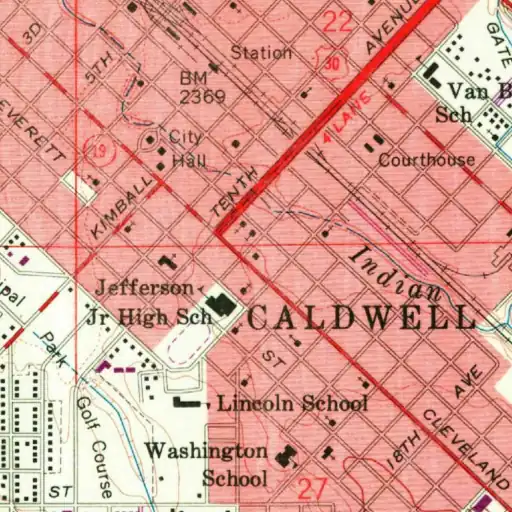 22
3D
Station
AVENUE
GATE
5TH
BM
2369
30
Van B
Sch
EVERETT
19
City
Hall
4 LANE
Courthouse
KIMBALL
TENTH
Indian
Jefferson
Jr High Sch
CALDWELL
Park
ST
AVE
Golf Course
Lincoln School
CLEVELAND
18TH
Washington
School
27
ST